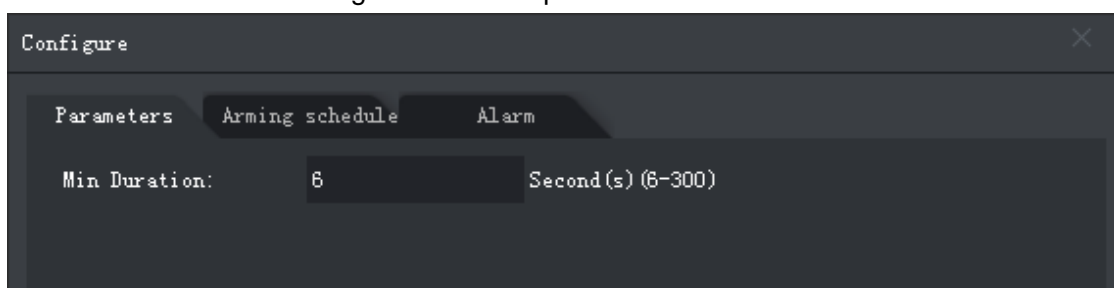 Configure
Parameters Arming schedule Alarm
Min Duration: 6 Second(s)(6-300)